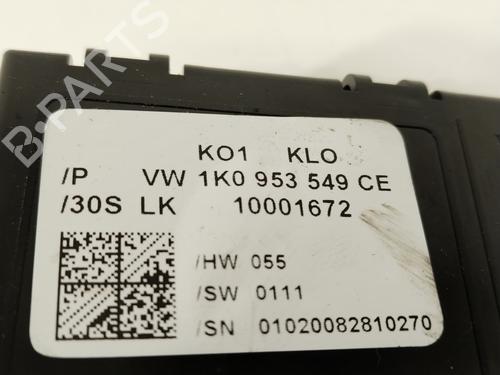 KO1 KLO
/P VW 1K0 953 549 CE
/30S LK 10001672
/HW 055
/SW 0111
/SN 01020082810270
B-PARTS